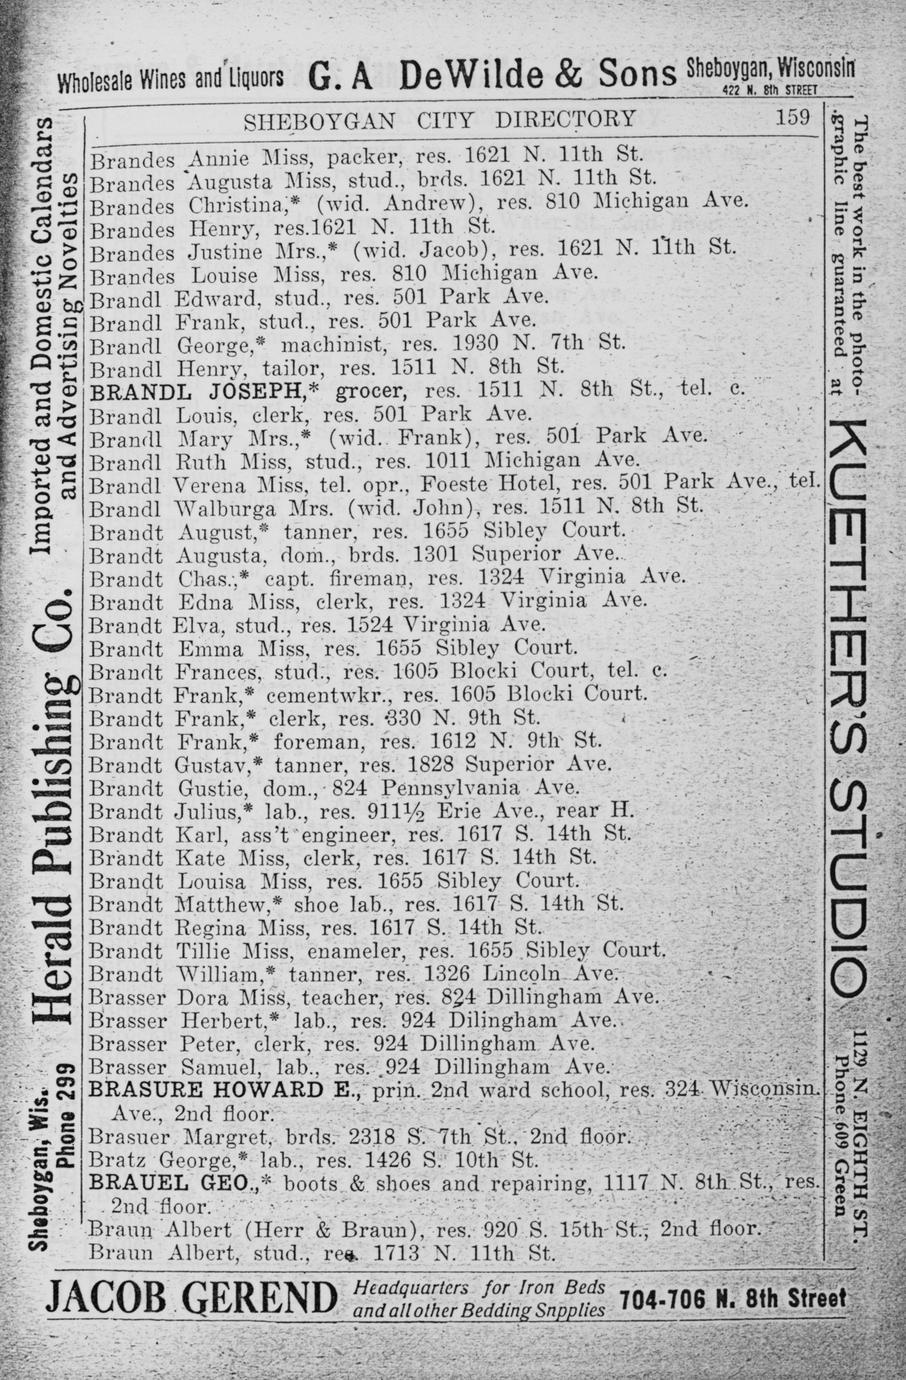 Wholesale Wines and Liquors G. A DeWilde & Sons Sheboygan, Wisconsin
422 N. 8th STREET
SHEBOYGAN CITY DIRECTORY 159
Brandes Annie Miss, packer, res. 1621 N. 11th St.
Brandes Augusta Miss, stud., brds. 1621 N. 11th St.
Brandes Christina,* (wid. Andrew), res. 810 Michigan Ave.
Brandes Henry, res.1621 N. 11th St.
Brandes Justine Mrs.,* (wid. Jacob), res. 1621 N. 11th St.
Brandes Louise Miss, res. 810 Michigan Ave.
Brandl Edward, stud., res. 501 Park Ave.
Brandl Frank, stud., res. 501 Park Ave.
Brandl George,* machinist, res. 1930 N. 7th St.
Brandl Henry, tailor, res. 1511 N. 8th St.
BRANDL JOSEPH,* grocer, res. 1511 N. 8th St., tel. c.
Brandl Louis, clerk, res. 501 Park Ave.
Brandl Mary Mrs.,* (wid. Frank), res. 501 Park Ave.
Brandl Ruth Miss, stud., res. 1011 Michigan Ave.
Brandl Verena Miss, tel. opr., Foeste Hotel, res. 501 Park Ave., tel.
Brandl Walburga Mrs. (wid. John), res. 1511 N. 8th St.
Brandt August,* tanner, res. 1655 Sibley Court.
Brandt Augusta, dom., brds. 1301 Superior Ave.
Brandt Chas.,* capt. fireman, res. 1324 Virginia Ave.
Brandt Edna Miss, clerk, res. 1324 Virginia Ave.
Brandt Elva, stud., res. 1524 Virginia Ave.
Brandt Emma Miss, res. 1655 Sibley Court.
Brandt Frances, stud., res. 1605 Blocki Court, tel. c.
Brandt Frank,* cementwkr., res. 1605 Blocki Court.
Brandt Frank,* clerk, res. 330 N. 9th St.
Brandt Frank,* foreman, res. 1612 N. 9th St.
Brandt Gustav,* tanner, res. 1828 Superior Ave.
Brandt Gustie, dom., 824 Pennsylvania Ave.
Brandt Julius,* lab., res. 911½ Erie Ave., rear H.
Brandt Karl, ass't engineer, res. 1617 S. 14th St.
Brandt Kate Miss, clerk, res. 1617 S. 14th St.
Brandt Louisa Miss, res. 1655 Sibley Court.
Brandt Matthew,* shoe lab., res. 1617 S. 14th St.
Brandt Regina Miss, res. 1617 S. 14th St.
Brandt Tillie Miss, enameler, res. 1655 Sibley Court.
Brandt William,* tanner, res. 1326 Lincoln Ave.
Brasser Dora Miss, teacher, res. 824 Dillingham Ave.
Brasser Herbert,* lab., res. 924 Dilingham Ave.
Brasser Peter, clerk, res. 924 Dillingham Ave.
Brasser Samuel, lab., res. 924 Dillingham Ave.
BRASURE HOWARD E., prin. 2nd ward school, res. 324 Wisconsin
Ave., 2nd floor.
Brasuer Margret, brds. 2318 S. 7th St., 2nd floor.
Bratz George,* lab., res. 1426 S. 10th St.
BRAUEL GEO.,* boots & shoes and repairing, 1117 N. 8th St., res.
2nd floor.
Braun Albert (Herr & Braun), res. 920 S. 15th St., 2nd floor.
Braun Albert, stud., res. 1713 N. 11th St.
Imported and Domestic Calendars
and Advertising Novelties
Herald Publishing Co.
Sheboygan, Wis.
Phone 299
The best work in the photo-
graphic line guaranteed at
KUETHER'S STUDIO
1129 N. EIGHTH ST.
Phone 609 Green
JACOB GEREND Headquarters for Iron Beds
and all other Bedding Snpplies 704-706 N. 8th Street